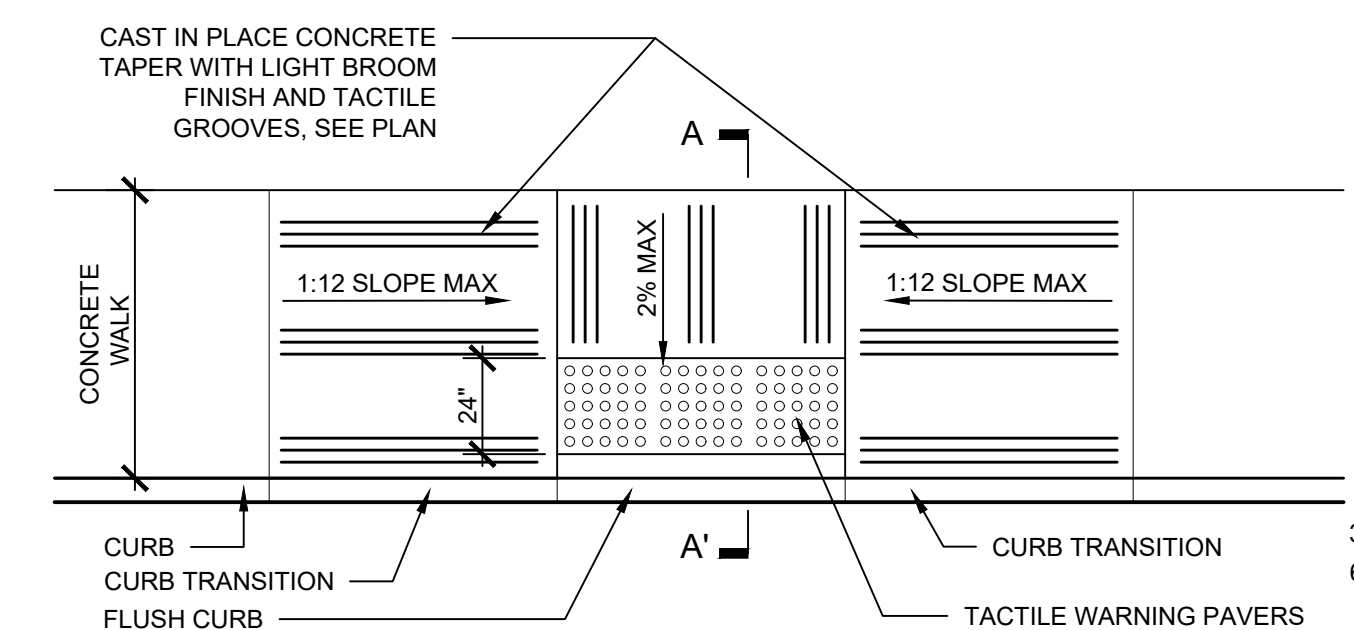 CAST IN PLACE CONCRETE
TAPER WITH LIGHT BROOM
FINISH AND TACTILE
GROOVES, SEE PLAN
A
CONCRETE
WALK
1:12 SLOPE MAX
2% MAX
1:12 SLOPE MAX
24"
CURB
CURB TRANSITION
FLUSH CURB
A'
CURB TRANSITION
TACTILE WARNING PAVERS